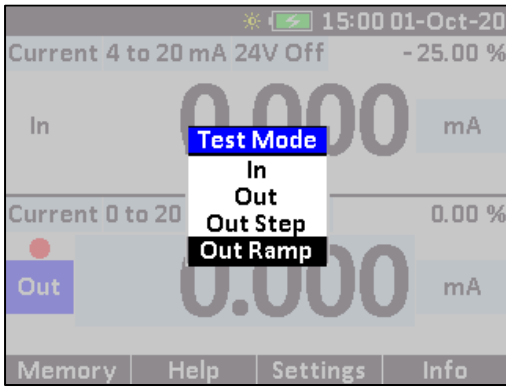 15:00 01-Oct-20
Current 4 to 20 mA 24V Off -25.00 %
In 0.000 mA
Test Mode
In
Out
Out Step
Out Ramp
Current 0 to 20 0.00 %
Out 0.000 mA
Memory Help Settings Info